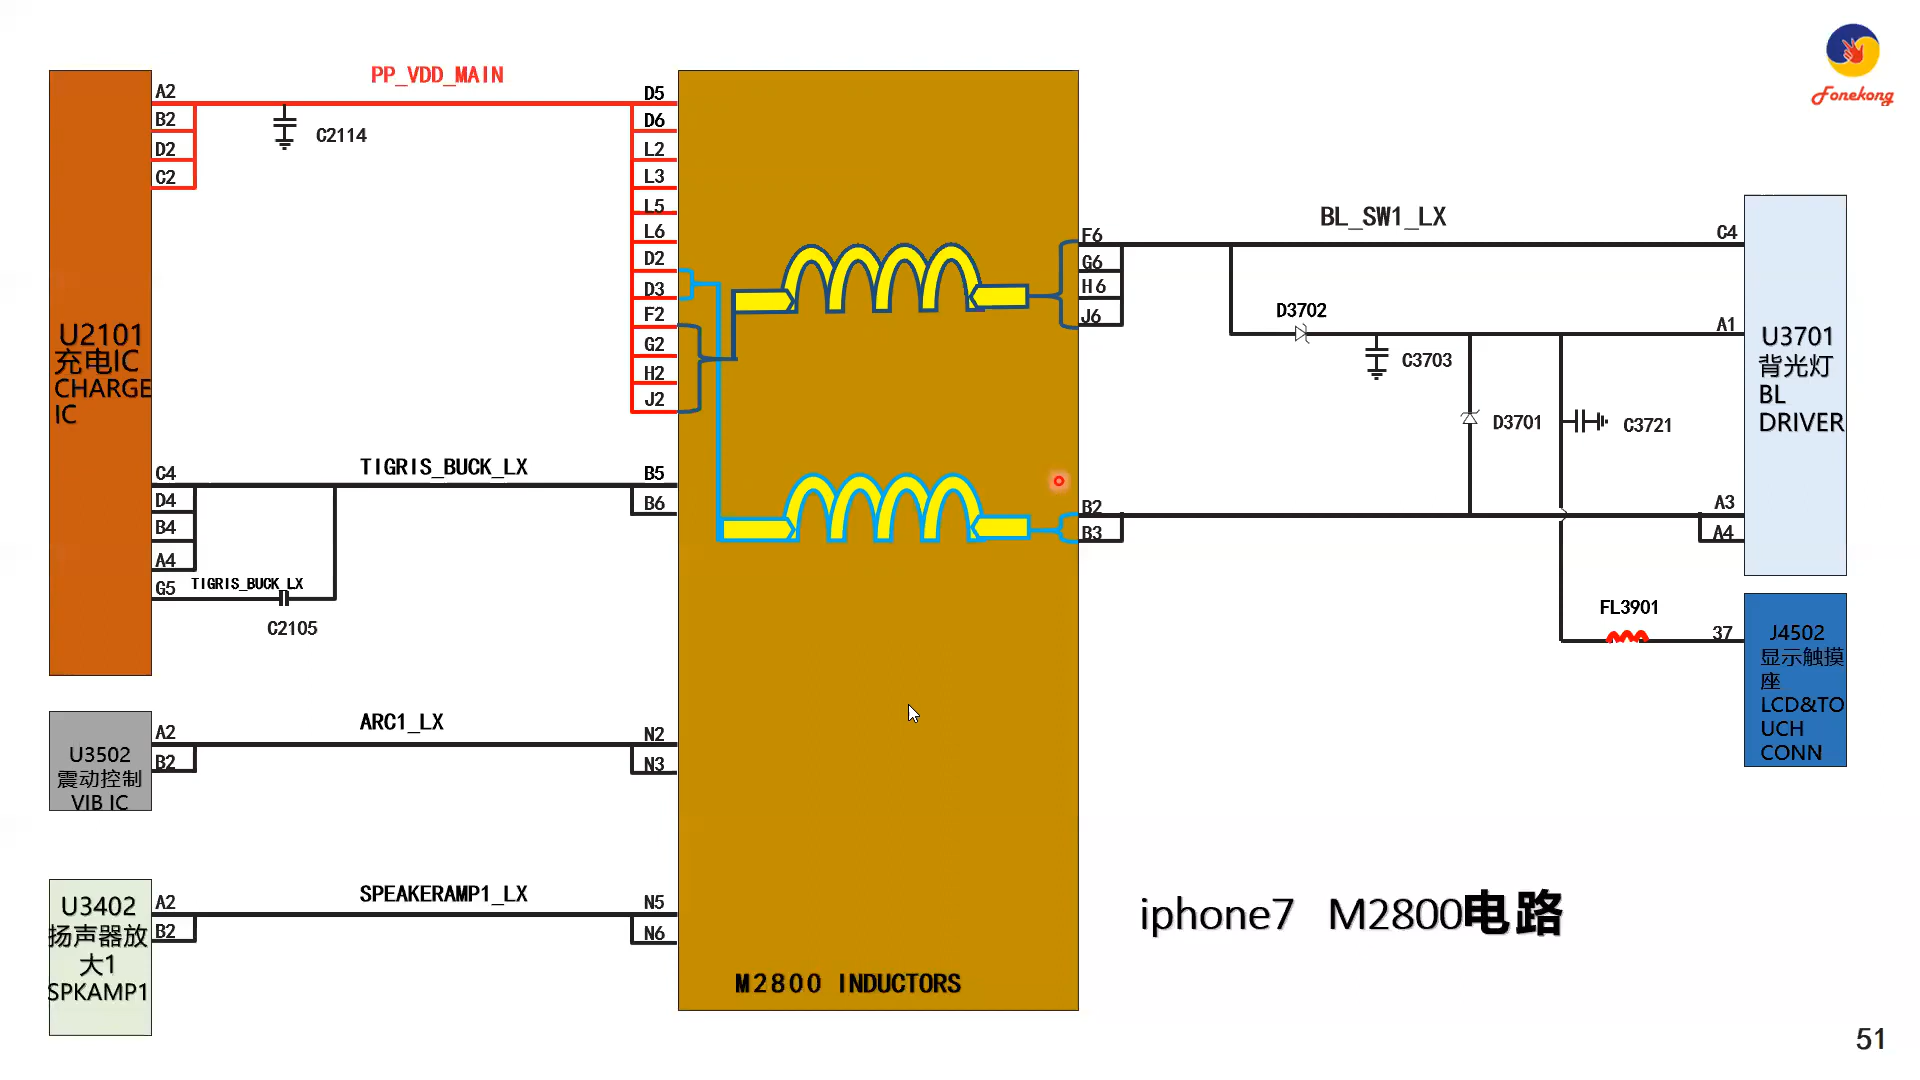 Fonekong
PP_VDD_MAIN
A2
B2
D2
C2
C2114
U2101
充电IC
CHARGE
IC
TIGRIS_BUCK_LX
C4
D4
B4
A4
G5
TIGRIS_BUCK_LX
C2105
U3502
震动控制
VIB IC
A2
B2
ARC1_LX
U3402
扬声器放
大1
SPKAMP1
A2
B2
SPEAKERAMP1_LX
D5
D6
L2
L3
L5
L6
D2
D3
F2
G2
H2
J2
B5
B6
N2
N3
N5
N6
M2800 INDUCTORS
F6
G6
H6
J6
B2
B3
BL_SW1_LX
D3702
C3703
D3701
C3721
FL3901
C4
A1
A3
A4
37
U3701
背光灯
BL
DRIVER
J4502
显示触摸
座
LCD&TO
UCH
CONN
iphone7 M2800电路
51